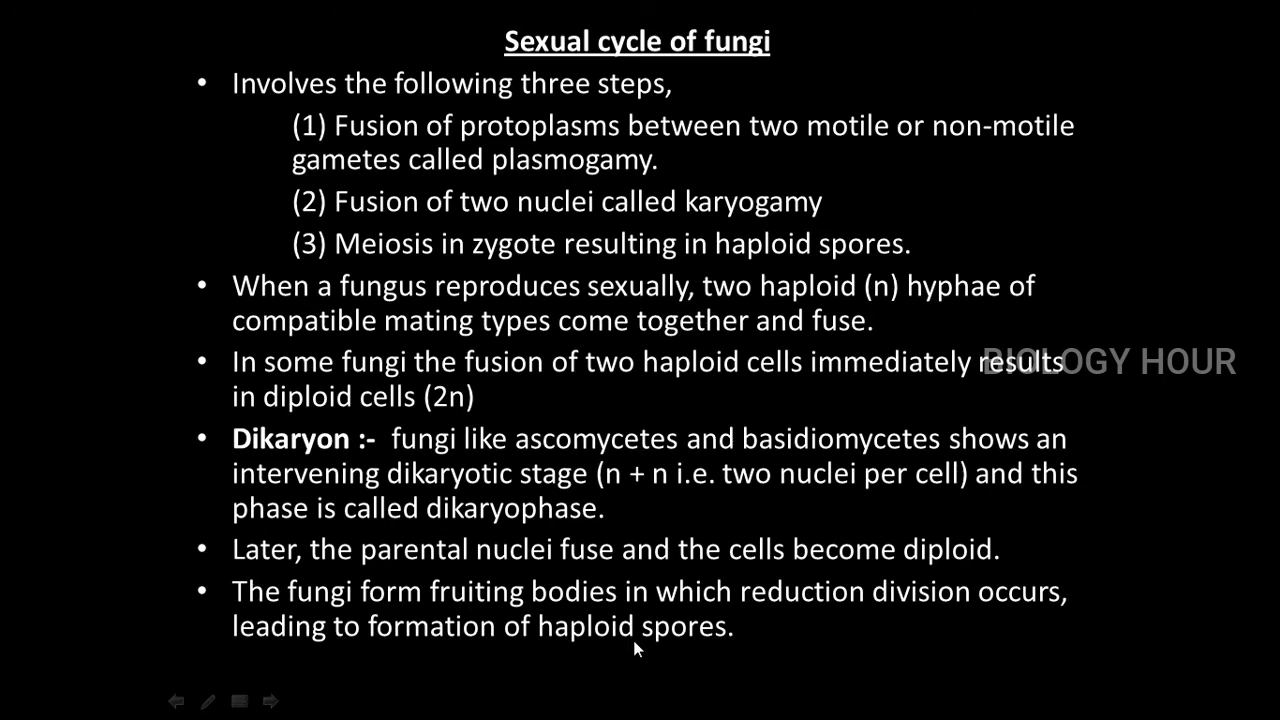 Sexual cycle of fungi
• Involves the following three steps,
(1) Fusion of protoplasms between two motile or non-motile
gametes called plasmogamy.
(2) Fusion of two nuclei called karyogamy
(3) Meiosis in zygote resulting in haploid spores.
• When a fungus reproduces sexually, two haploid (n) hyphae of
compatible mating types come together and fuse.
• In some fungi the fusion of two haploid cells immediately results
BIOLOGY HOUR
in diploid cells (2n)
• Dikaryon :- fungi like ascomycetes and basidiomycetes shows an
intervening dikaryotic stage (n + n i.e. two nuclei per cell) and this
phase is called dikaryophase.
• Later, the parental nuclei fuse and the cells become diploid.
• The fungi form fruiting bodies in which reduction division occurs,
leading to formation of haploid spores.